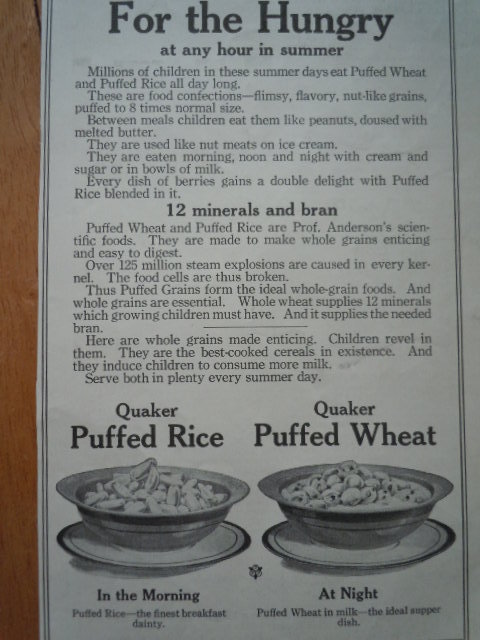 For the Hungry
at any hour in summer
Millions of children in these summer days eat Puffed Wheat
and Puffed Rice all day long.
These are food confections—flimsy, flavory, nut-like grains,
puffed to 8 times normal size.
Between meals children eat them like peanuts, doused with
melted butter.
They are used like nut meats on ice cream.
They are eaten morning, noon and night with cream and
sugar or in bowls of milk.
Every dish of berries gains a double delight with Puffed
Rice blended in it.
12 minerals and bran
Puffed Wheat and Puffed Rice are Prof. Anderson's scien-
tific foods. They are made to make whole grains enticing
and easy to digest.
Over 125 million steam explosions are caused in every ker-
nel. The food cells are thus broken.
Thus Puffed Grains form the ideal whole-grain foods. And
whole grains are essential. Whole wheat supplies 12 minerals
which growing children must have. And it supplies the needed
bran.
Here are whole grains made enticing. Children revel in
them. They are the best-cooked cereals in existence. And
they induce children to consume more milk.
Serve both in plenty every summer day.
Quaker
Puffed Rice
In the Morning
Puffed Rice—the finest breakfast
dainty.
Quaker
Puffed Wheat
At Night
Puffed Wheat in milk—the ideal supper
dish.